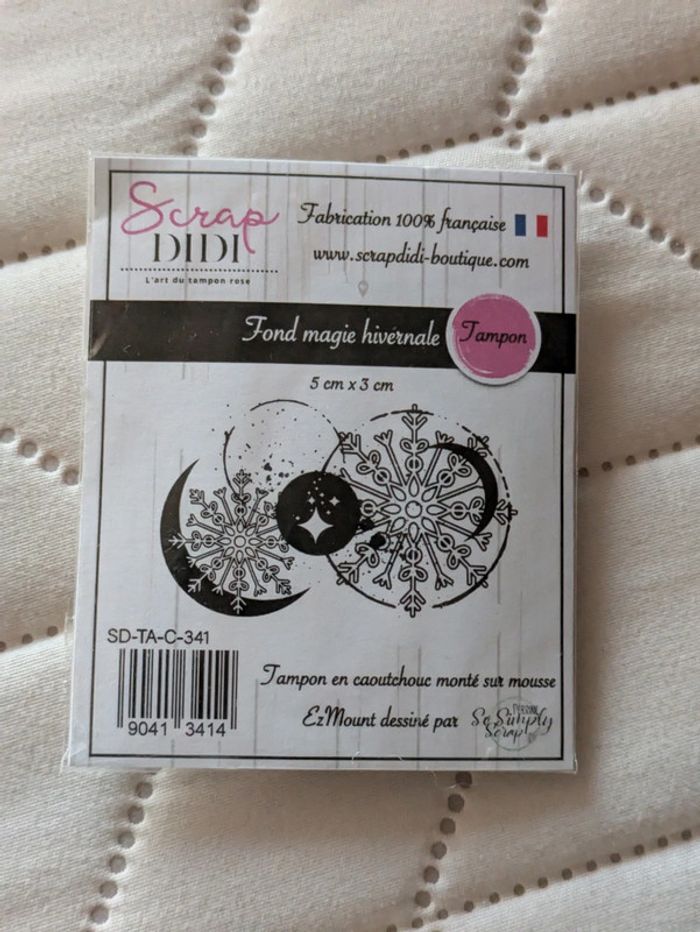 Scrap
DIDI
L'art du tampon rose
Fabrication 100% française
www.scrapdidi-boutique.com
Fond magie hivernale
Tampon
5 cm x 3 cm
SD-TA-C-341
9041 3414
Tampon en caoutchouc monté sur mousse
EzMount dessiné par
So Simply
Scrap